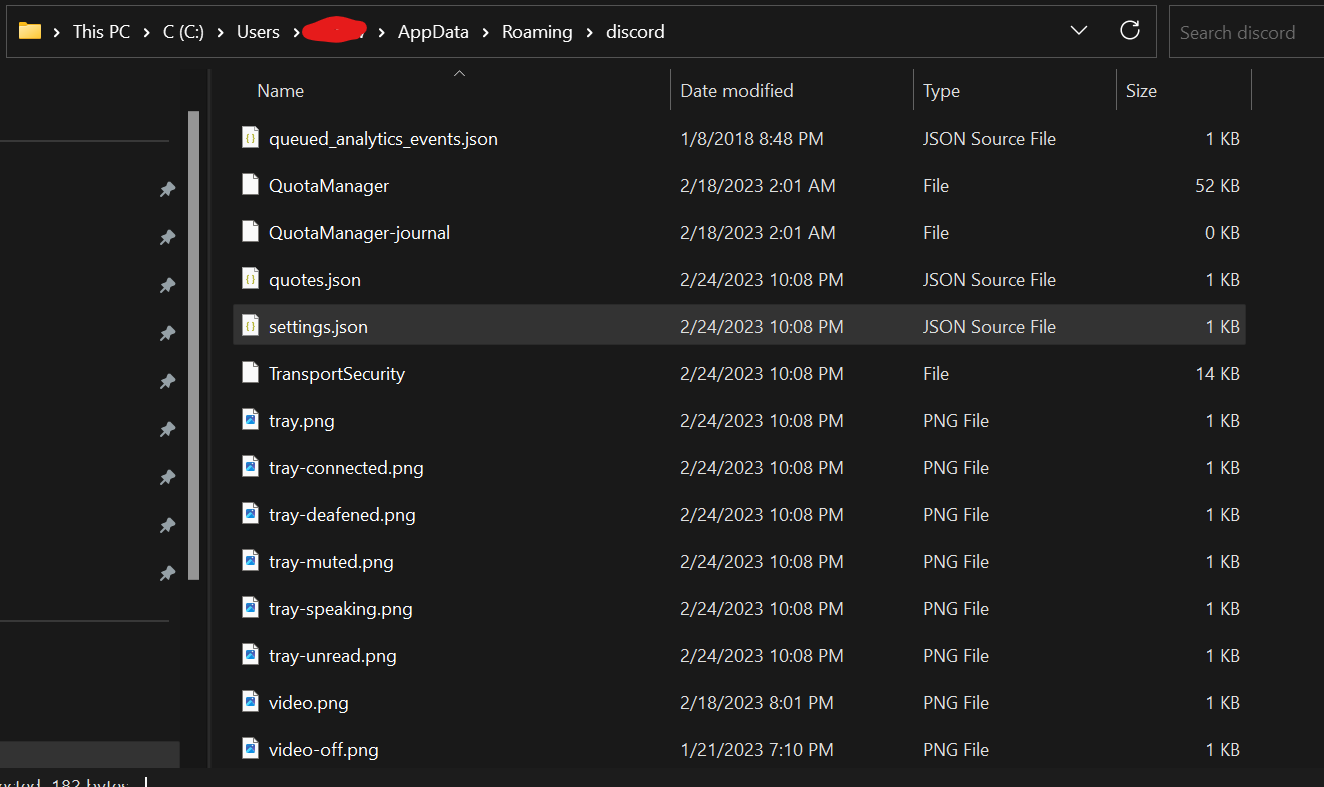 This PC > C (C:) > Users > > AppData > Roaming > discord Search discord
Name Date modified Type Size
queued_analytics_events.json 1/8/2018 8:48 PM JSON Source File 1 KB
QuotaManager 2/18/2023 2:01 AM File 52 KB
QuotaManager-journal 2/18/2023 2:01 AM File 0 KB
quotes.json 2/24/2023 10:08 PM JSON Source File 1 KB
settings.json 2/24/2023 10:08 PM JSON Source File 1 KB
TransportSecurity 2/24/2023 10:08 PM File 14 KB
tray.png 2/24/2023 10:08 PM PNG File 1 KB
tray-connected.png 2/24/2023 10:08 PM PNG File 1 KB
tray-deafened.png 2/24/2023 10:08 PM PNG File 1 KB
tray-muted.png 2/24/2023 10:08 PM PNG File 1 KB
tray-speaking.png 2/24/2023 10:08 PM PNG File 1 KB
tray-unread.png 2/24/2023 10:08 PM PNG File 1 KB
video.png 2/18/2023 8:01 PM PNG File 1 KB
video-off.png 1/21/2023 7:10 PM PNG File 1 KB
182 bytes